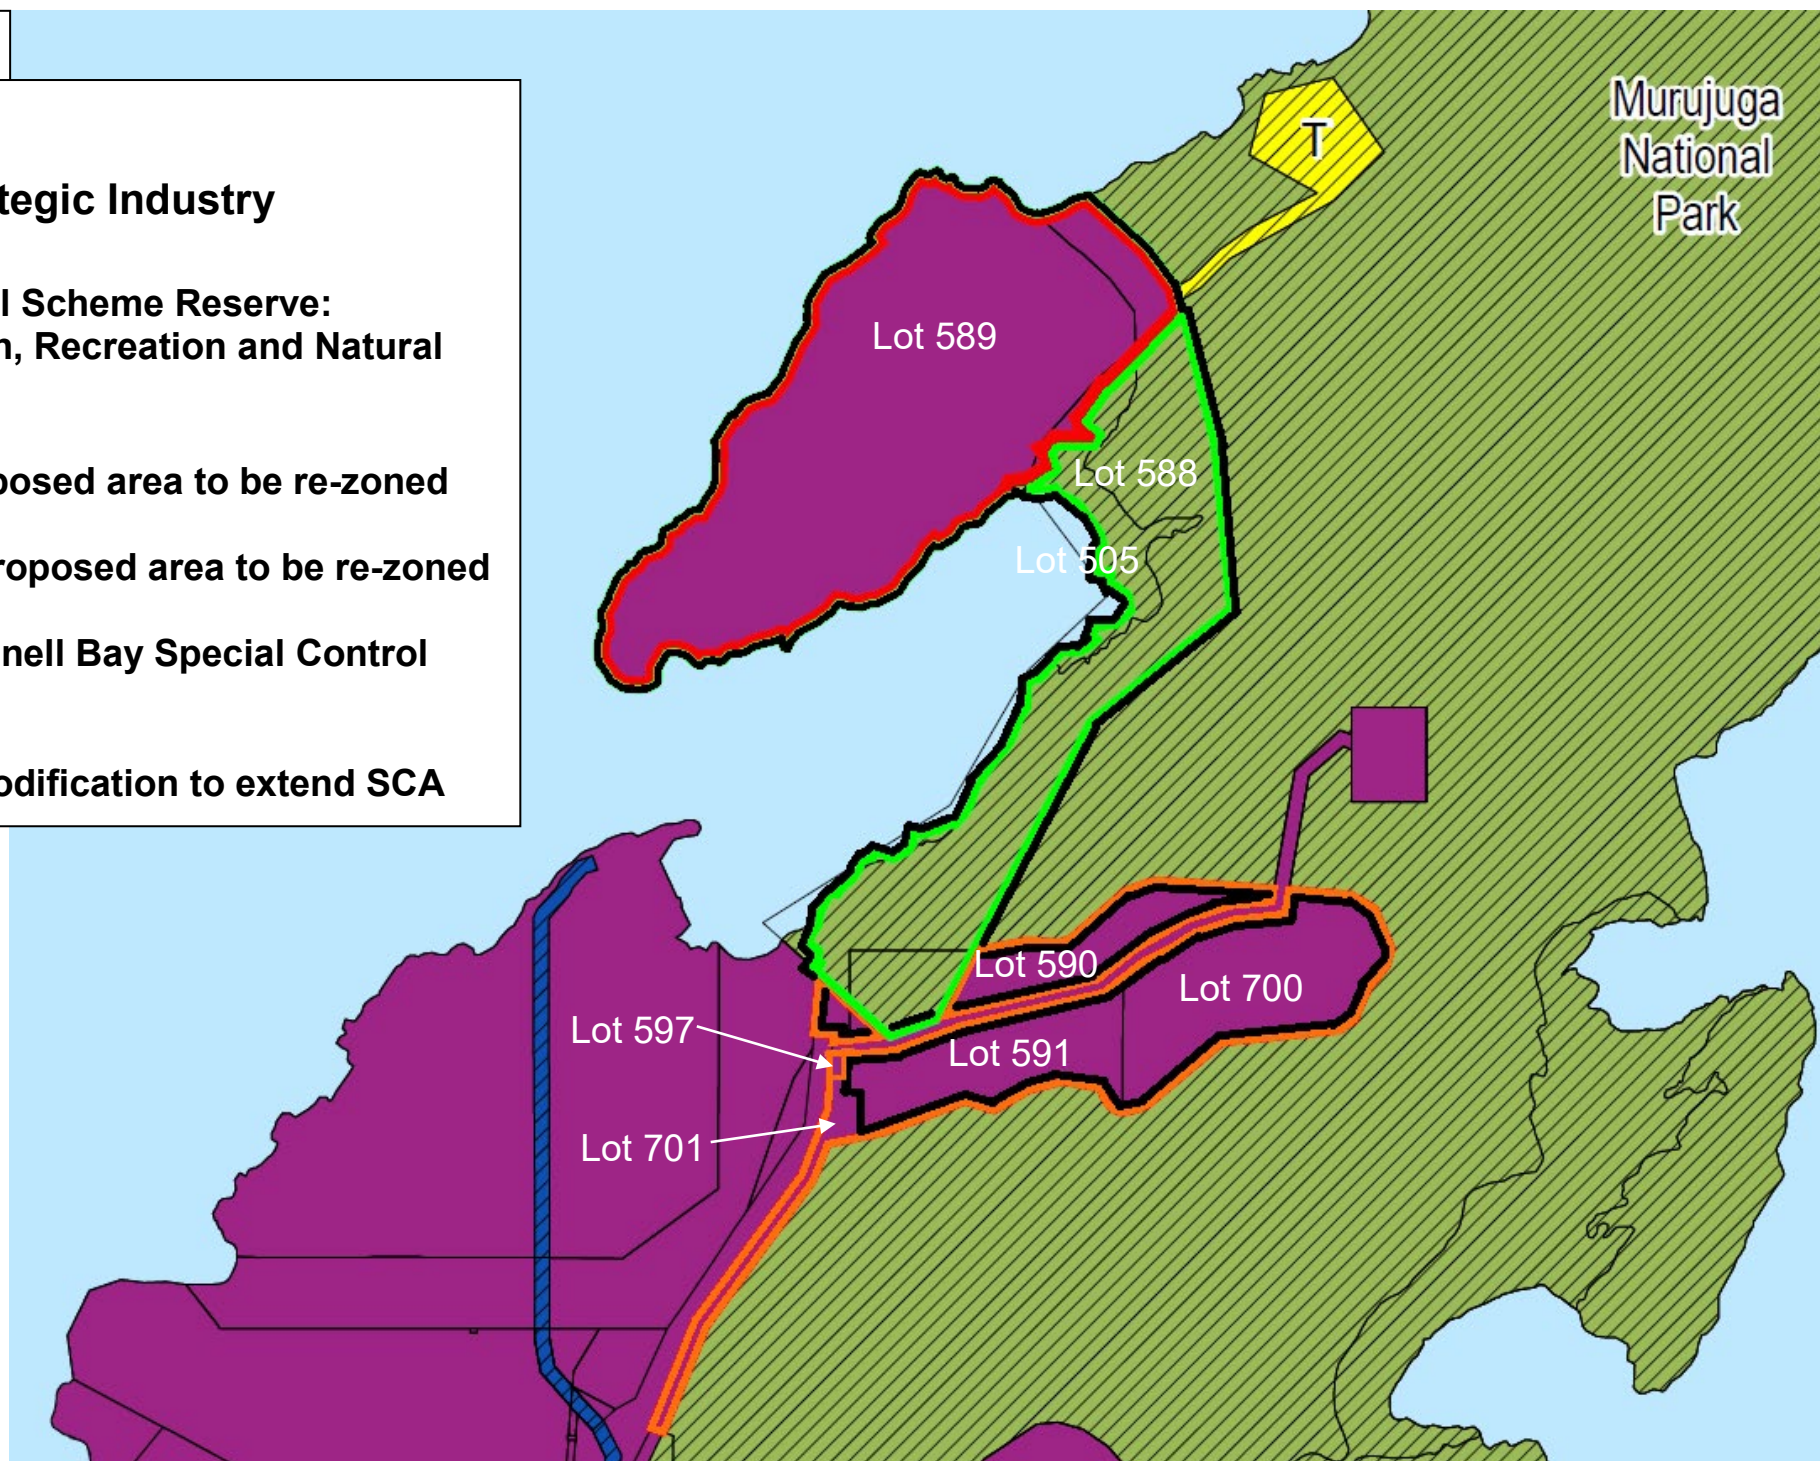 tegic Industry
l Scheme Reserve:
n, Recreation and Natural
posed area to be re-zoned
roposed area to be re-zoned
nell Bay Special Control
odification to extend SCA
Murujuga
National
Park
T
Lot 589
Lot 588
Lot 505
Lot 590
Lot 700
Lot 597
Lot 591
Lot 701